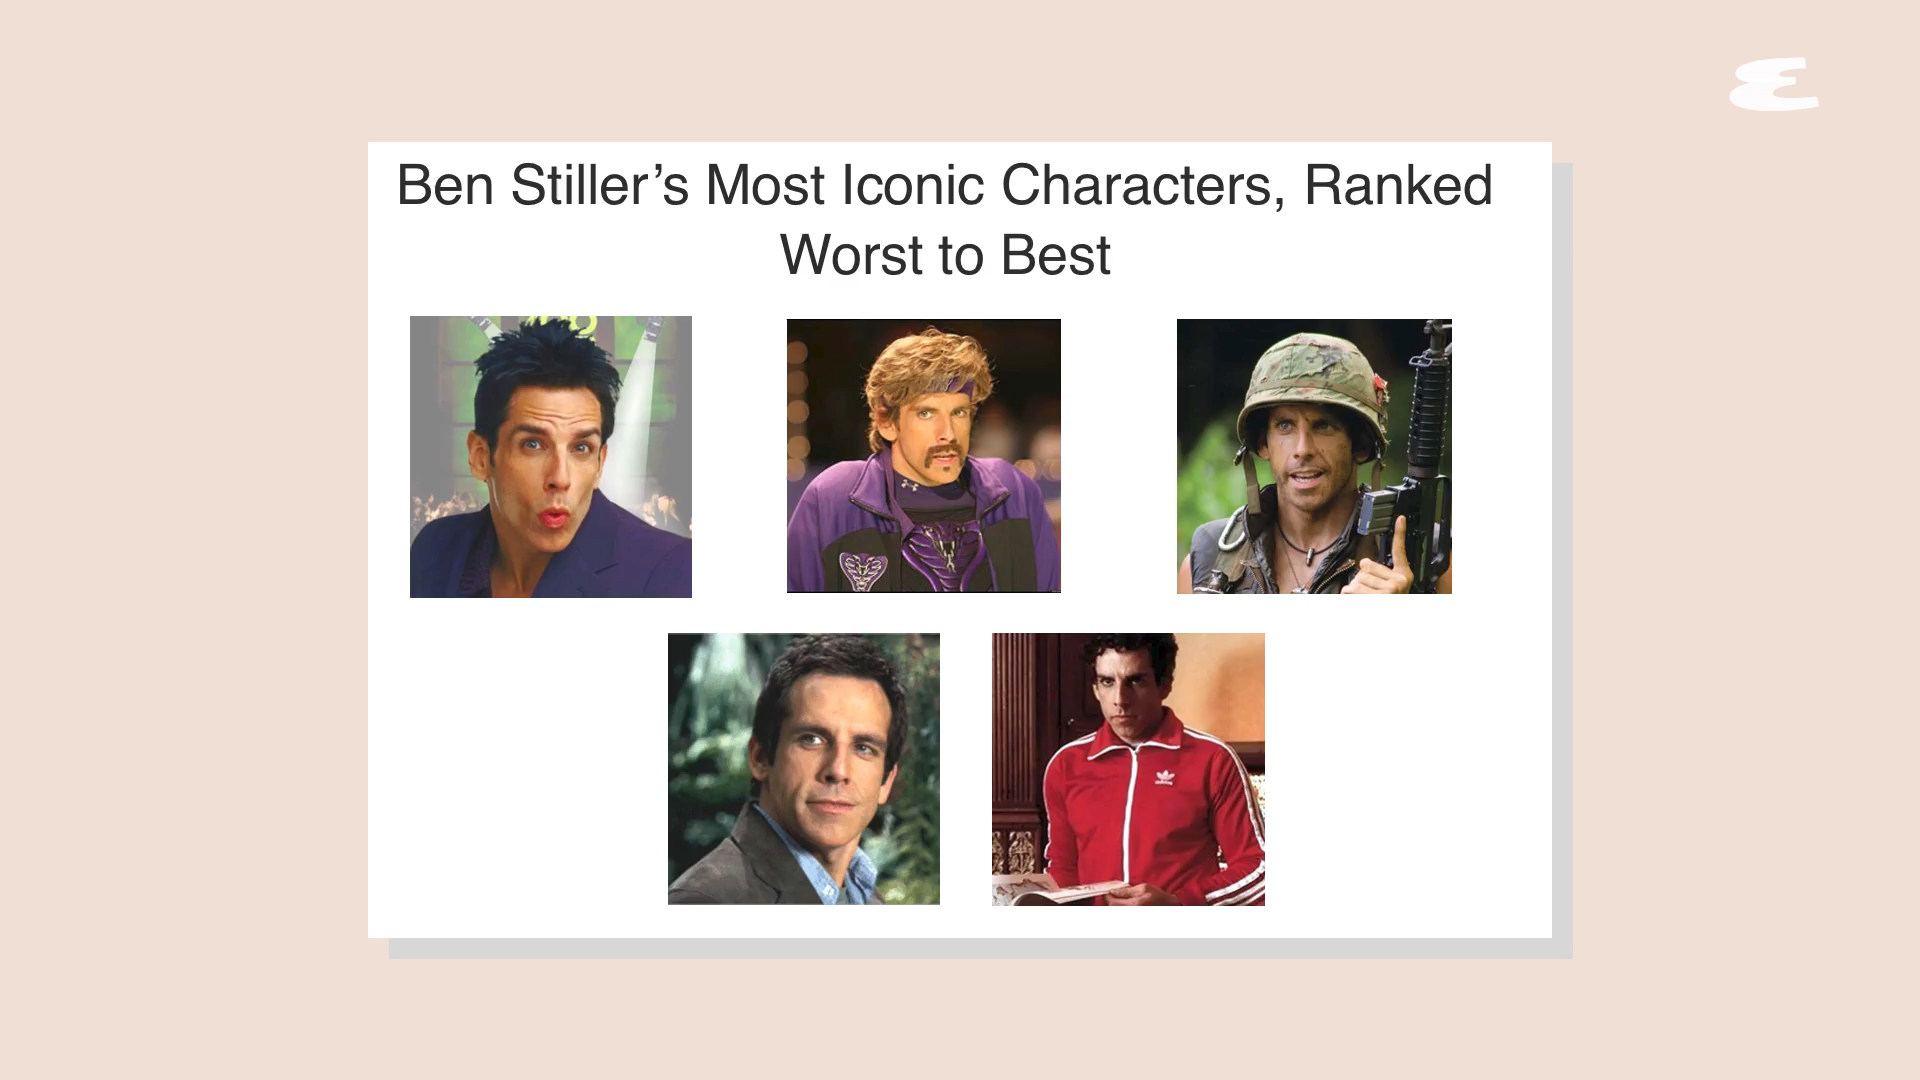 Ben Stiller’s Most Iconic Characters, Ranked
Worst to Best